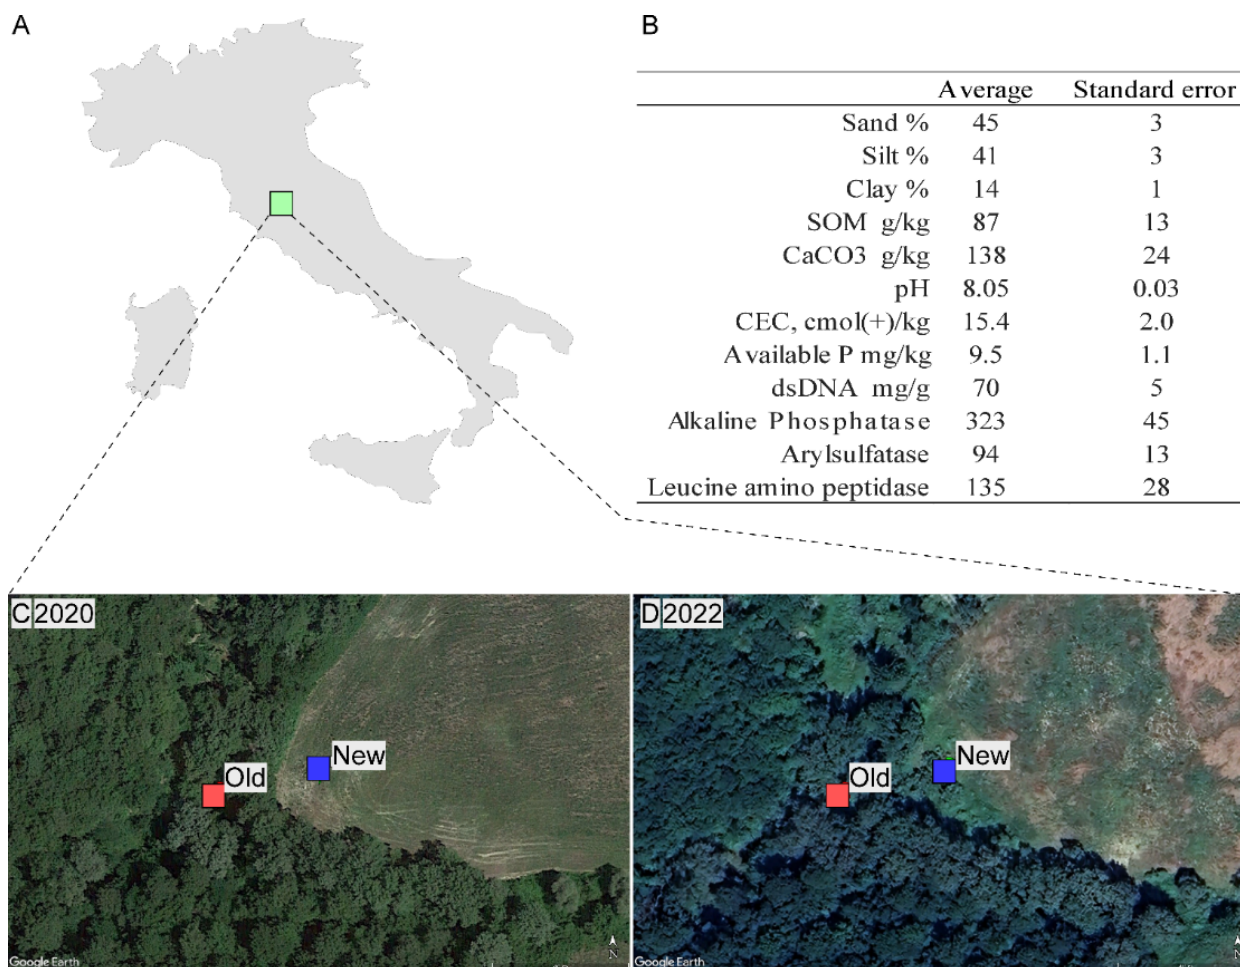 A
B
Average Standard error
Sand % 45 3
Silt % 41 3
Clay % 14 1
SOM g/kg 87 13
CaCO3 g/kg 138 24
pH 8.05 0.03
CEC, cmol(+)/kg 15.4 2.0
Available P mg/kg 9.5 1.1
dsDNA mg/g 70 5
Alkaline Phosphatase 323 45
Arylsulfatase 94 13
Leucine amino peptidase 135 28
C 2020
D 2022
New
Old
New
Old
N
N
Google Earth
Google Earth